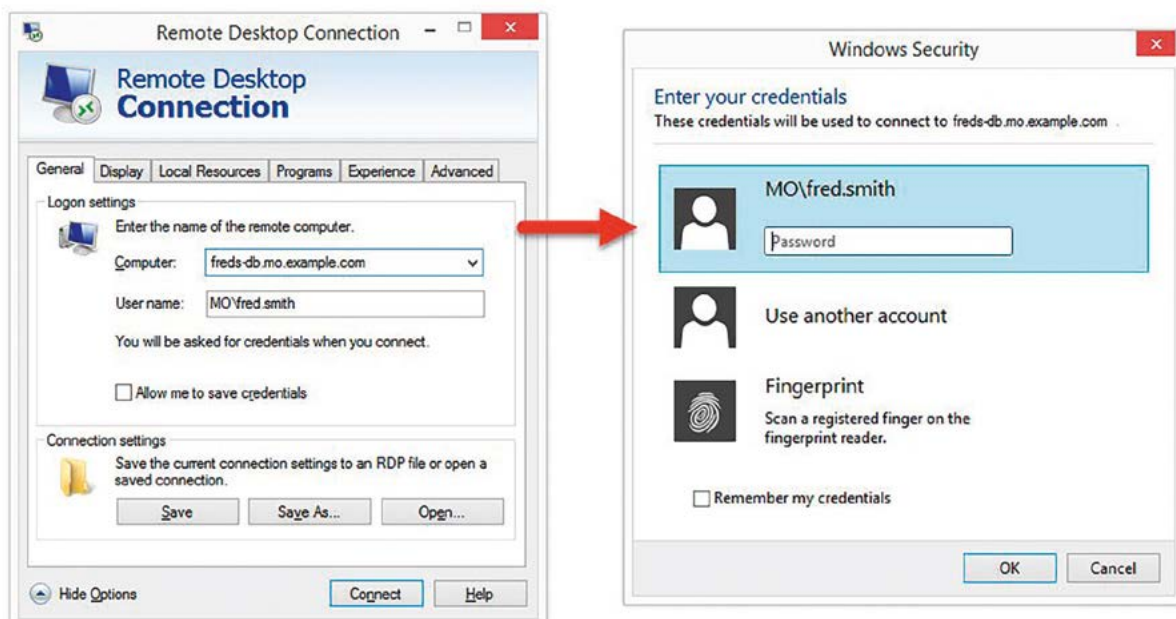 Remote Desktop Connection
Remote Desktop
Connection
General Display Local Resources Programs Experience Advanced
Logon settings
Enter the name of the remote computer.
Computer: freds-db.mo.example.com
User name: MO\fred.smith
You will be asked for credentials when you connect.
Allow me to save credentials
Connection settings
Save the current connection settings to an RDP file or open a
saved connection.
Save Save As... Open...
Hide Options Connect Help
Windows Security
Enter your credentials
These credentials will be used to connect to freds-db.mo.example.com .
MO\fred.smith
Password
Use another account
Fingerprint
Scan a registered finger on the
fingerprint reader.
Remember my credentials
OK Cancel